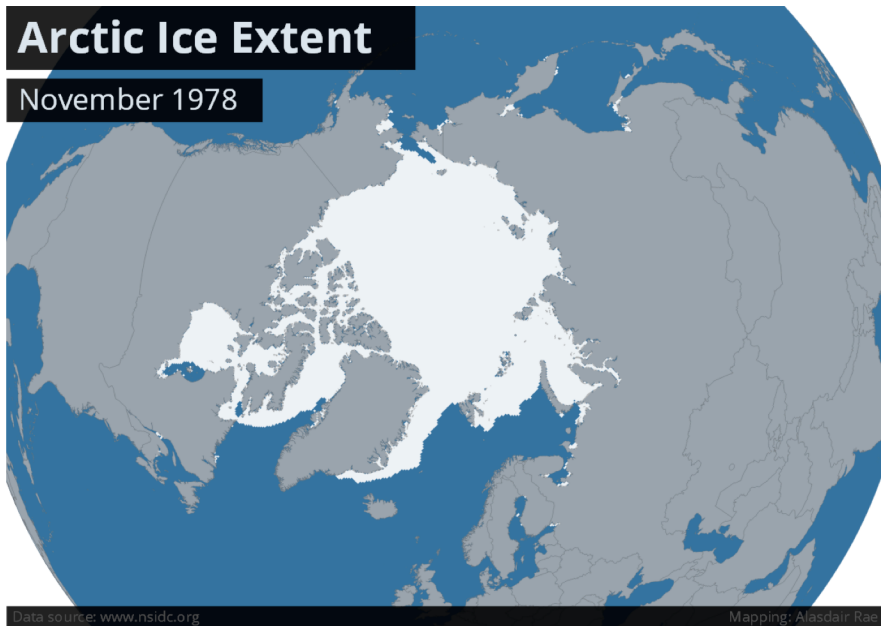 Arctic Ice Extent
November 1978
Data source: www.nsidc.org
Mapping: Alasdair Rae